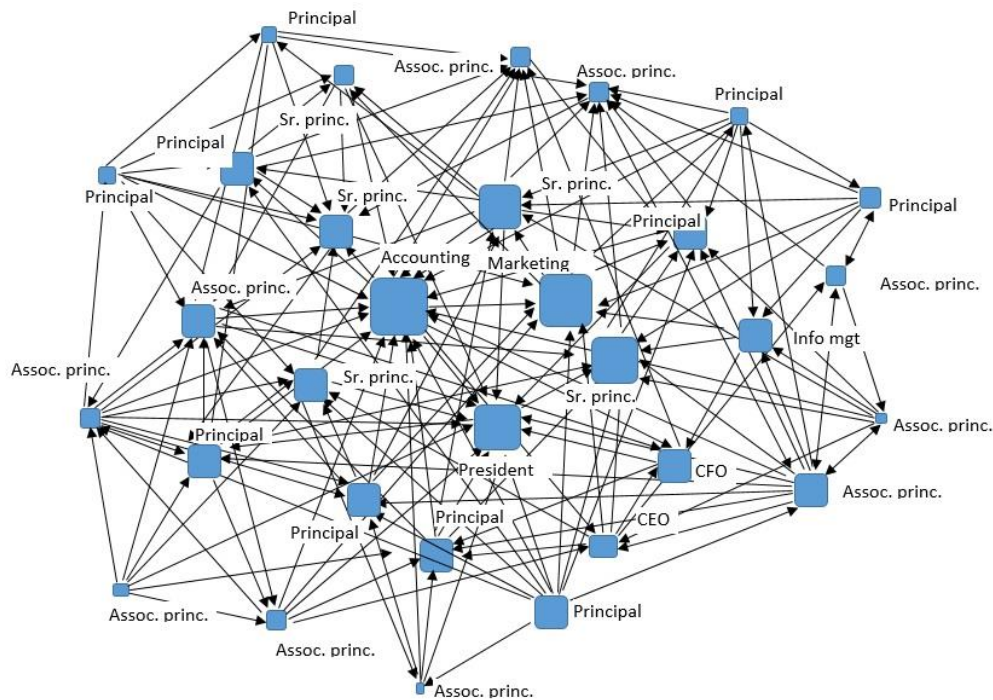 Principal
Assoc. princ.
Assoc. princ.
Principal
Sr. princ.
Principal
Principal
Sr. princ.
Sr. princ.
Principal
Principal
Accounting
Marketing
Assoc. princ.
Assoc. princ.
Info mgt
Assoc. princ.
Sr. princ.
Sr. princ.
Assoc. princ.
Principal
President
CFO
Assoc. princ.
Principal
Principal
CEO
Assoc. princ.
Principal
Assoc. princ.
Assoc. princ.